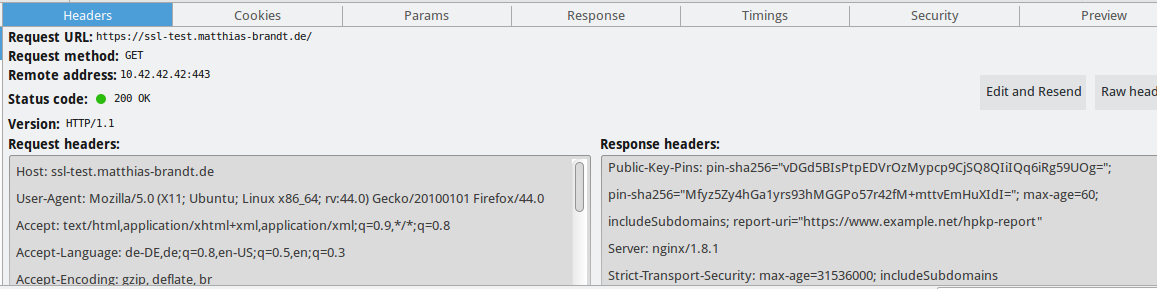 Headers Cookies Params Response Timings Security Preview
Request URL: https://ssl-test.matthias-brandt.de/
Request method: GET
Remote address: 10.42.42.42:443
Status code: 200 OK
Edit and Resend Raw head
Version: HTTP/1.1
Request headers:
Host: ssl-test.matthias-brandt.de
User-Agent: Mozilla/5.0 (X11; Ubuntu; Linux x86_64; rv:44.0) Gecko/20100101 Firefox/44.0
Accept: text/html,application/xhtml+xml,application/xml;q=0.9,*/*;q=0.8
Accept-Language: de-DE,de;q=0.8,en-US;q=0.5,en;q=0.3
Accept-Encoding: gzip, deflate, br
Response headers:
Public-Key-Pins: pin-sha256="vDGd5BIsPtpEDVrOzMypcp9CjSQ8QIiIQq6iRg59UOg=";
pin-sha256="Mfyz5Zy4hGa1yrs93hMGGPo57r42fM+mttvEmHuXIdI="; max-age=60;
includeSubdomains; report-uri="https://www.example.net/hpkp-report"
Server: nginx/1.8.1
Strict-Transport-Security: max-age=31536000; includeSubdomains